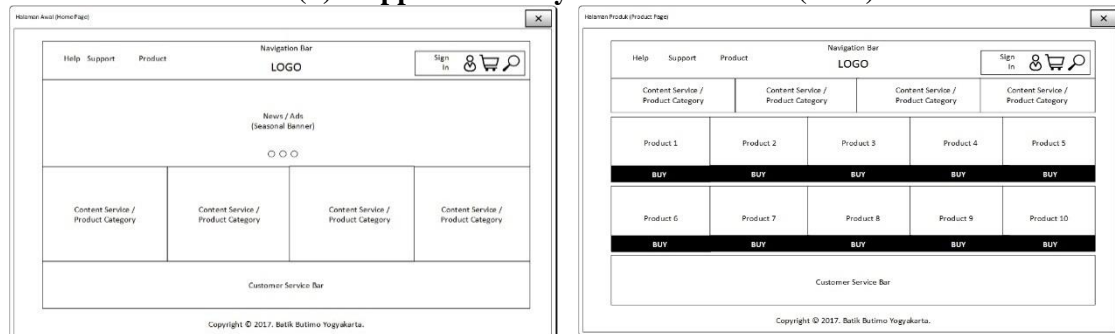 Halaman Awal (Home Page)
Navigation Bar
Help Support Product
LOGO
Sign
In
News / Ads
(Seasonal Banner)
Content Service /
Product Category
Content Service /
Product Category
Content Service /
Product Category
Content Service /
Product Category
Customer Service Bar
Copyright © 2017. Batik Butimo Yogyakarta.
Halaman Produk (Product Page)
Navigation Bar
Help Support Product
LOGO
Sign
In
Content Service /
Product Category
Content Service /
Product Category
Content Service /
Product Category
Content Service /
Product Category
Product 1 Product 2 Product 3 Product 4 Product 5
BUY BUY BUY BUY BUY
Product 6 Product 7 Product 8 Product 9 Product 10
BUY BUY BUY BUY BUY
Customer Service Bar
Copyright © 2017. Batik Butimo Yogyakarta.